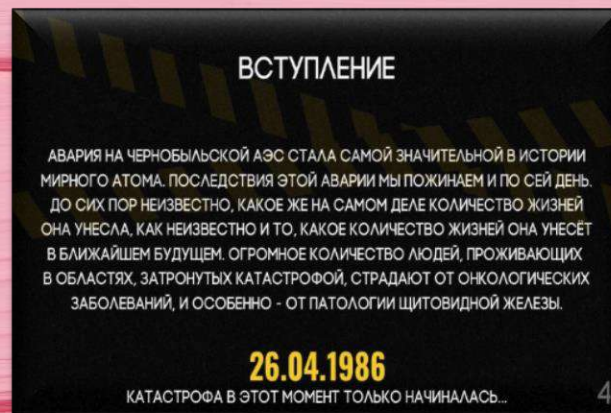 ВСТУПЛЕНИЕ
АВАРИЯ НА ЧЕРНОБЫЛЬСКОЙ АЭС СТАЛА САМОЙ ЗНАЧИТЕЛЬНОЙ В ИСТОРИИ
МИРНОГО АТОМА. ПОСЛЕДСТВИЯ ЭТОЙ АВАРИИ МЫ ПОЖИНАЕМ И ПО СЕЙ ДЕНЬ.
ДО СИХ ПОР НЕИЗВЕСТНО, КАКОЕ ЖЕ НА САМОМ ДЕЛЕ КОЛИЧЕСТВО ЖИЗНЕЙ
ОНА УНЕСЛА, КАК НЕИЗВЕСТНО И ТО, КАКОЕ КОЛИЧЕСТВО ЖИЗНЕЙ ОНА УНЕСЁТ
В БЛИЖАЙШЕМ БУДУЩЕМ. ОГРОМНОЕ КОЛИЧЕСТВО ЛЮДЕЙ, ПРОЖИВАЮЩИХ
В ОБЛАСТЯХ, ЗАТРОНУТЫХ КАТАСТРОФОЙ, СТРАДАЮТ ОТ ОНКОЛОГИЧЕСКИХ
ЗАБОЛЕВАНИЙ, И ОСОБЕННО - ОТ ПАТОЛОГИИ ЩИТОВИДНОЙ ЖЕЛЕЗЫ.
26.04.1986
КАТАСТРОФА В ЭТОТ МОМЕНТ ТОЛЬКО НАЧИНАЛАСЬ...
4